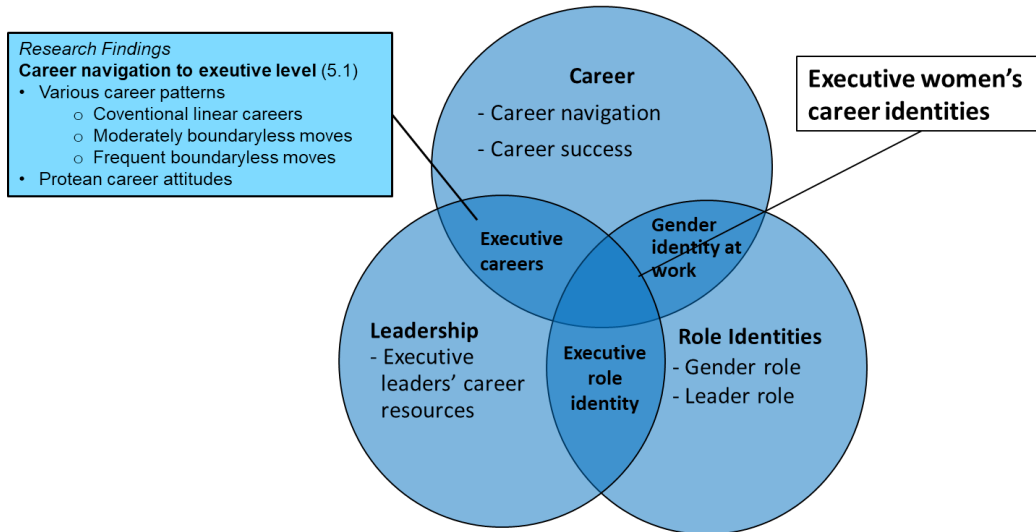 Research Findings
Career navigation to exeutive level (5.1)
• Various career patterns
o Coventional linear careers
o Moderately boundaryless moves
o Frequent boundaryless moves
• Protean career attitudes
Career
- Career navigation
- Career success
Executive women's
career identities
Executive
careers
Gender
identity at
work
Leadership
- Executive
leaders' career
resources
Executive
role
identity
Role Identities
- Gender role
- Leader role